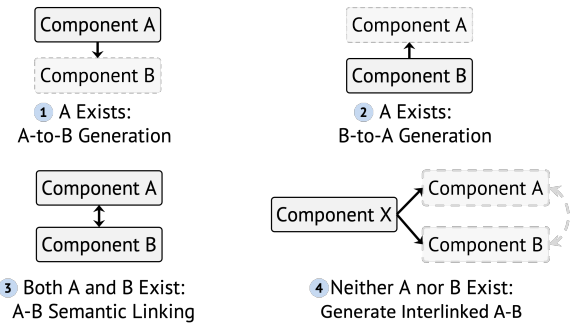 Component A
Component B
1 A Exists:
A-to-B Generation
Component A
Component B
2 A Exists:
B-to-A Generation
Component A
Component B
3 Both A and B Exist:
A-B Semantic Linking
Component X
Component A
Component B
4 Neither A nor B Exist:
Generate Interlinked A-B